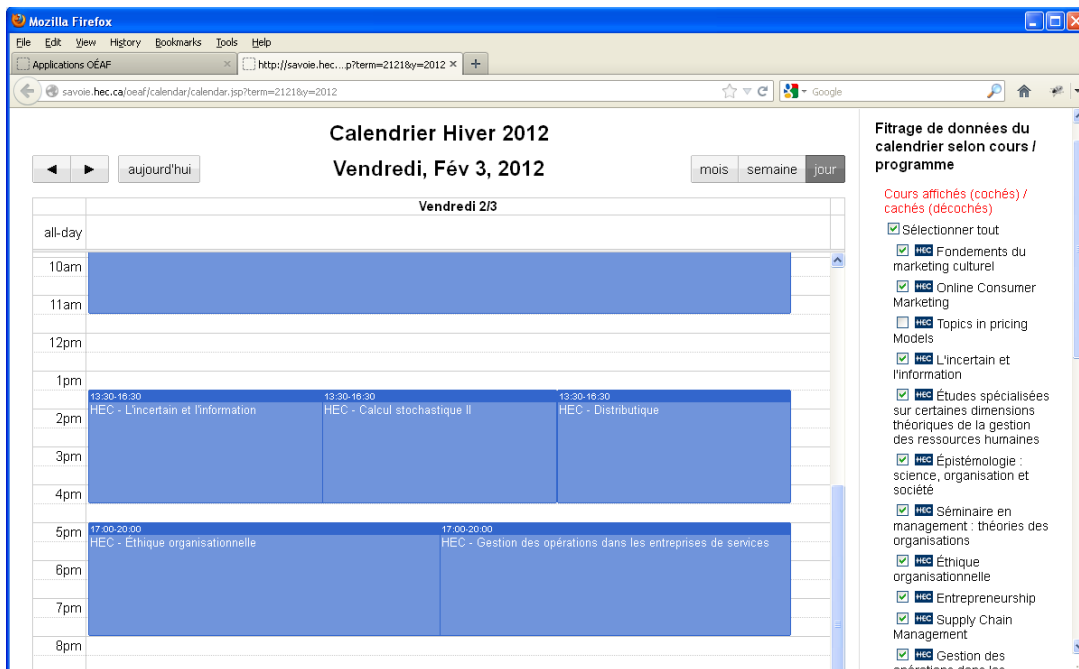 Mozilla Firefox
File Edit View History Bookmarks Tools Help
Applications OÉAF
http://savoie.hec....p?term=2121&y=2012
savoie.hec.ca/oeaf/calendar/calendar.jsp?term=2121&y=2012
Google
Calendrier Hiver 2012
aujourd'hui
Vendredi, Fév 3, 2012
mois semaine jour
Vendredi 2/3
all-day
10am
11am
12pm
1pm
13:30-16:30 13:30-16:30 13:30-16:30
HEC - L'incertain et l'information HEC - Calcul stochastique II HEC - Distributique
2pm
3pm
4pm
5pm
17:00-20:00 17:00-20:00
HEC - Éthique organisationnelle HEC - Gestion des opérations dans les entreprises de services
6pm
7pm
8pm
Fitrage de données du
calendrier selon cours /
programme
Cours affichés (cochés) /
cachés (décochés)
Sélectionner tout
HEC Fondements du
marketing culturel
HEC Online Consumer
Marketing
HEC Topics in pricing
Models
HEC L'incertain et
l'information
HEC Études spécialisées
sur certaines dimensions
théoriques de la gestion
des ressources humaines
HEC Épistémologie :
science, organisation et
société
HEC Séminaire en
management : théories des
organisations
HEC Éthique
organisationnelle
HEC Entrepreneurship
HEC Supply Chain
Management
HEC Gestion des
opérations dans les